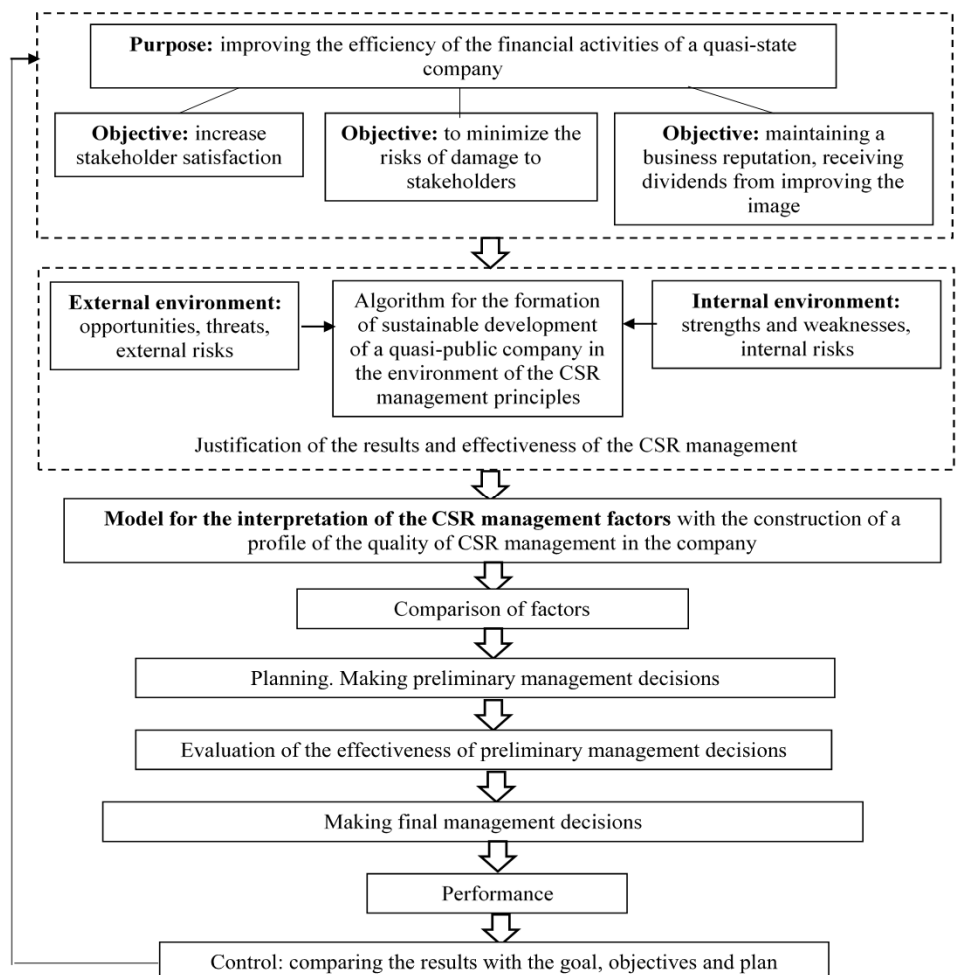 Purpose: improving the efficiency of the financial activities of a quasi-state
company
Objective: increase
stakeholder satisfaction
Objective: to minimize the
risks of damage to
stakeholders
Objective: maintaining a
business reputation, receiving
dividends from improving the
image
External environment:
opportunities, threats,
external risks
Algorithm for the formation
of sustainable development
of a quasi-public company in
the environment of the CSR
management principles
Internal environment:
strengths and weaknesses,
internal risks
Justification of the results and effectiveness of the CSR management
Model for the interpretation of the CSR management factors with the construction of a
profile of the quality of CSR management in the company
Comparison of factors
Planning. Making preliminary management decisions
Evaluation of the effectiveness of preliminary management decisions
Making final management decisions
Performance
Control: comparing the results with the goal, objectives and plan